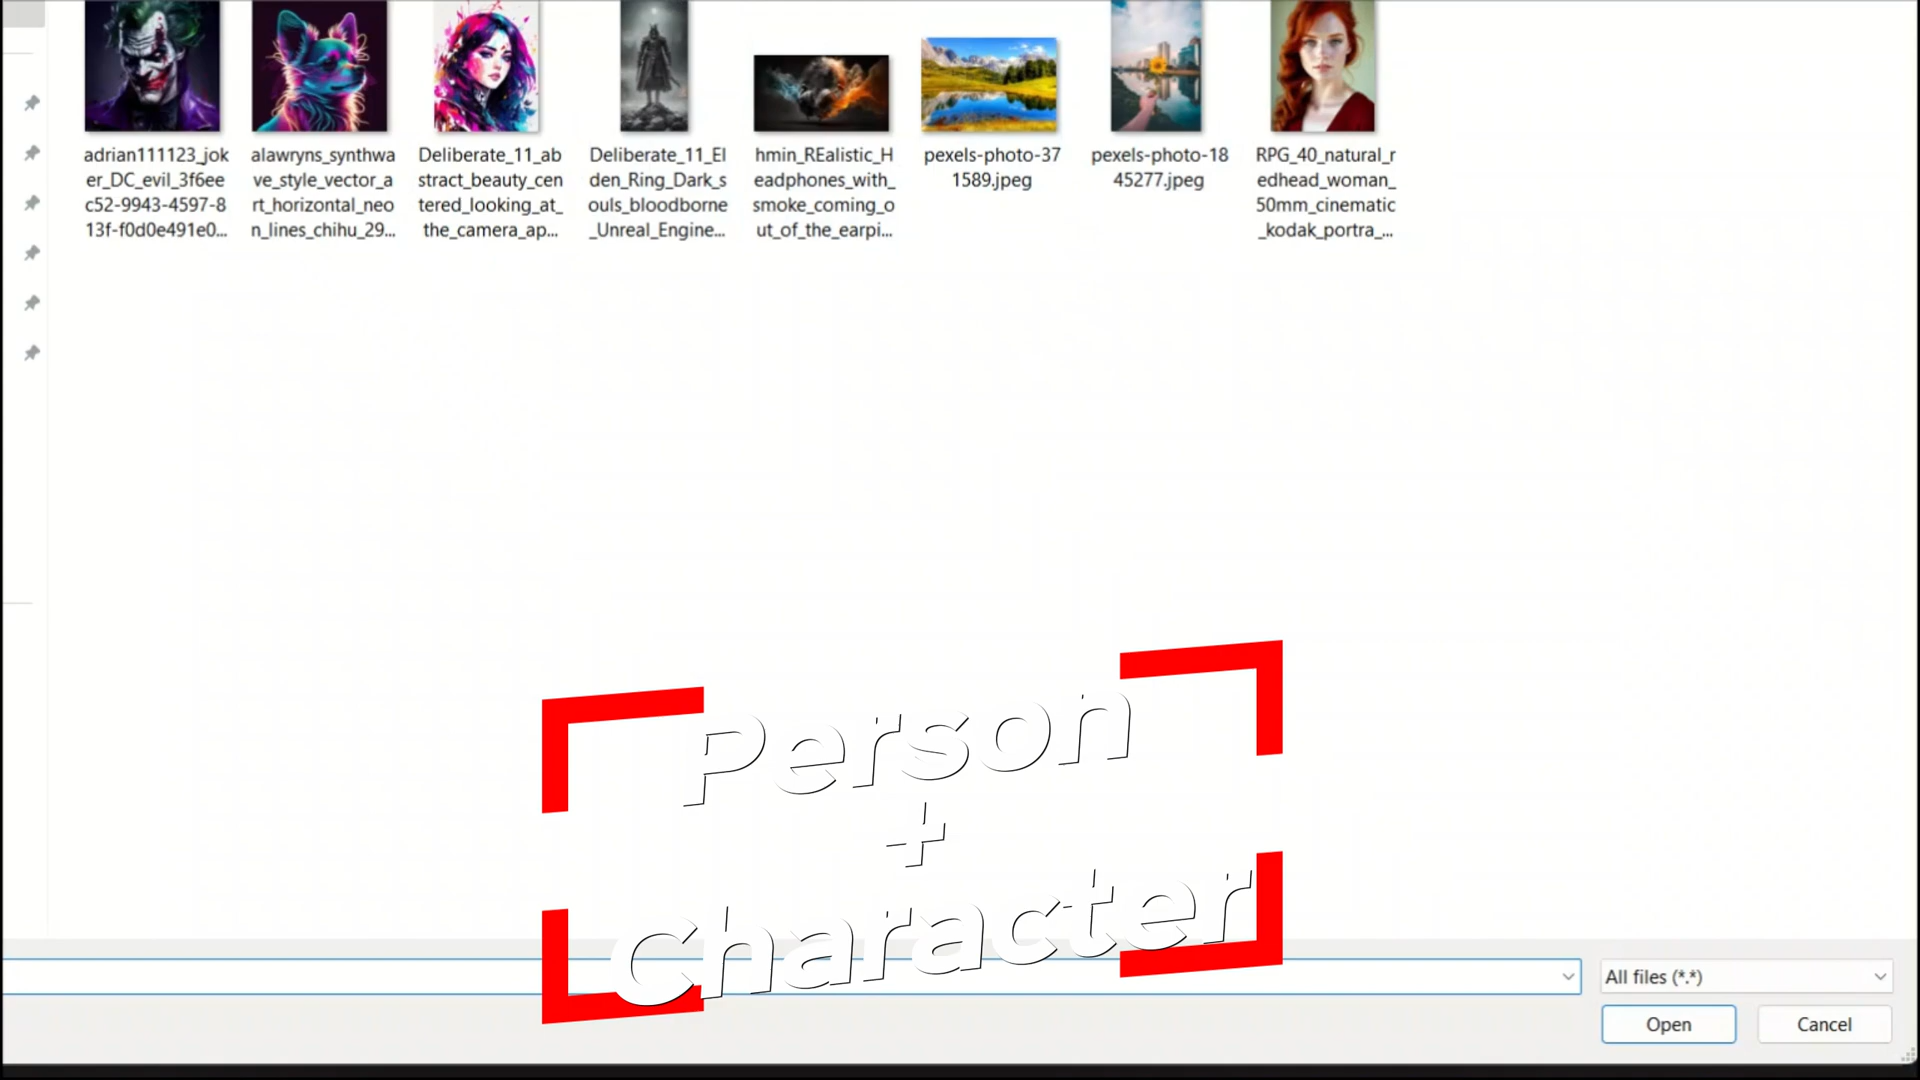 adrian111123_jok
er_DC_evil_3f6ee
c52-9943-4597-8
13f-f0d0e491e0...
alawryns_synthwa
ve_style_vector_a
rt_horizontal_neo
n_lines_chihu_29...
Deliberate_11_ab
stract_beauty_cen
tered_looking_at_
the_camera_ap...
Deliberate_11_El
den_Ring_Dark_s
ouls_bloodborne
_Unreal_Engine...
hmin_REalistic_H
eadphones_with_
smoke_coming_o
ut_of_the_earpi...
pexels-photo-37
1589.jpeg
pexels-photo-18
45277.jpeg
RPG_40_natural_r
edhead_woman_
50mm_cinematic
_kodak_portra_...
Person
+
Character
All files (*.*)
Open
Cancel